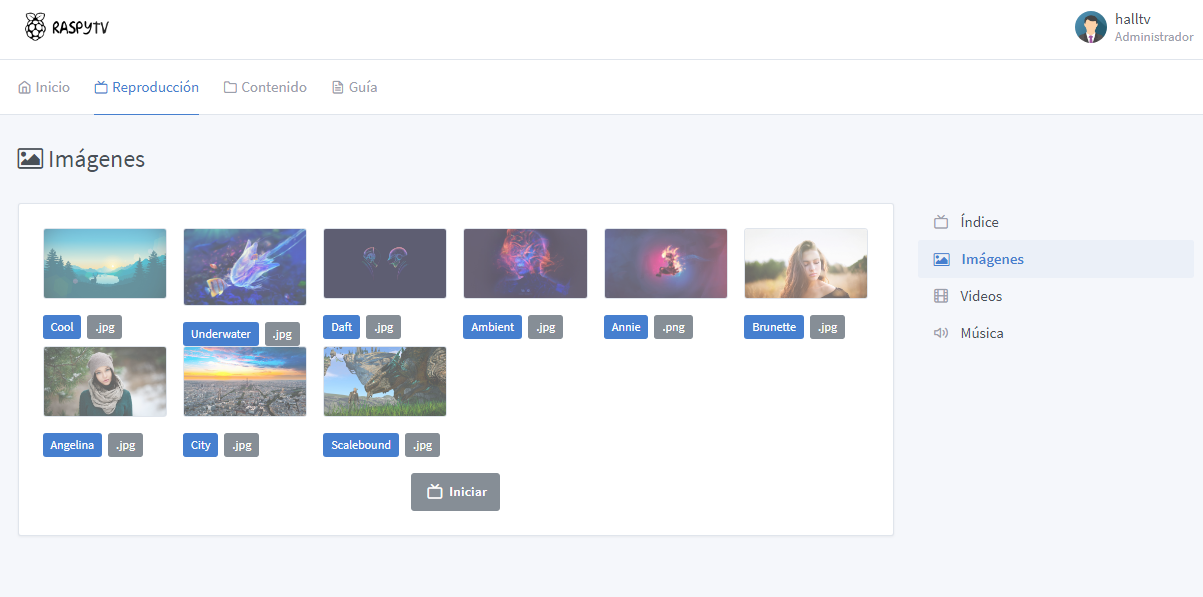 RASPYTV
halltv
Administrador
Inicio Reproducción Contenido Guía
Imágenes
Cool .jpg Underwater .jpg Daft .jpg Ambient .jpg Annie .png Brunette .jpg
Angelina .jpg City .jpg Scalebound .jpg
Iniciar
Índice
Imágenes
Videos
Música